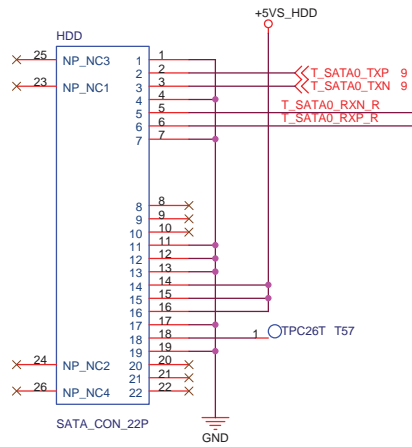 +5VS_HDD
HDD
25 NP_NC3 1 1
2 2 T_SATA0_TXP 9
23 NP_NC1 3 3 T_SATA0_TXN 9
4 4
5 5 T_SATA0_RXN_R
6 6 T_SATA0_RXP_R
7 7
8 8
9 9
10 10
11 11
12 12
13 13
14 14
15 15
16 16
17 17
18 18 1 TPC26T T57
19 19
24 NP_NC2 20 20
21 21
26 NP_NC4 22 22
SATA_CON_22P
GND